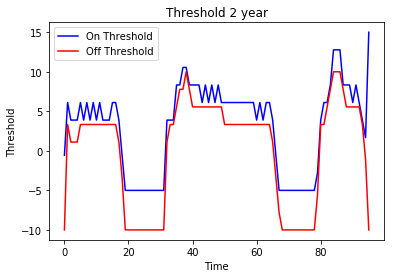 Threshold 2 year
On Threshold
Off Threshold
15
10
5
0
−5
−10
Threshold
0 20 40 60 80
Time